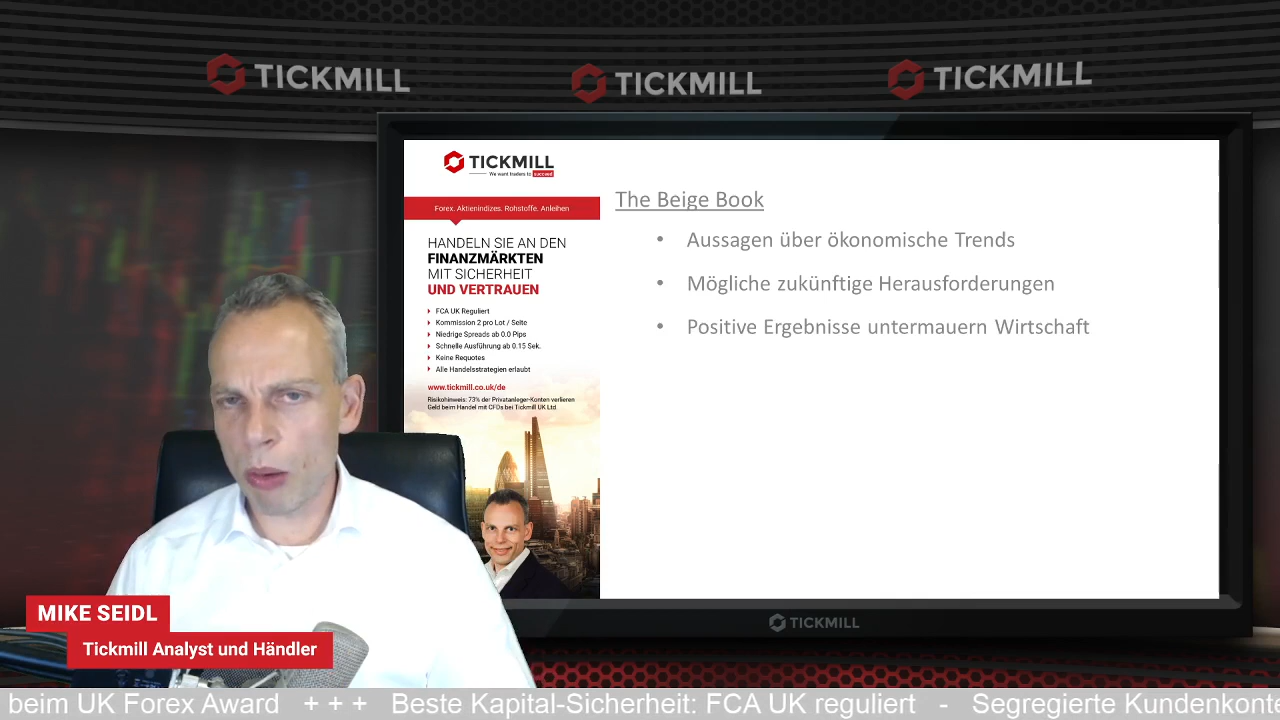 TICKMILL
TICKMILL
TICKMILL
TICKMILL
We want traders to succeed
Forex. Aktienindizes. Rohstoffe. Anleihen
HANDELN SIE AN DEN
FINANZMÄRKTEN
MIT SICHERHEIT
UND VERTRAUEN
FCA UK Reguliert
Kommission 2 pro Lot / Seite
Niedrige Spreads ab 0.0 Pips
Schnelle Ausführung ab 0.15 Sek.
Keine Requotes
Alle Handelsstrategien erlaubt
www.tickmill.co.uk/de
Risikohinweis: 73% der Privatanleger-Konten verlieren
Geld beim Handel mit CFDs bei Tickmill UK Ltd.
The Beige Book
• Aussagen über ökonomische Trends
• Mögliche zukünftige Herausforderungen
• Positive Ergebnisse untermauern Wirtschaft
TICKMILL
MIKE SEIDL
Tickmill Analyst und Händler
beim UK Forex Award + + + Beste Kapital-Sicherheit: FCA UK reguliert - Segregierte Kundenkonte